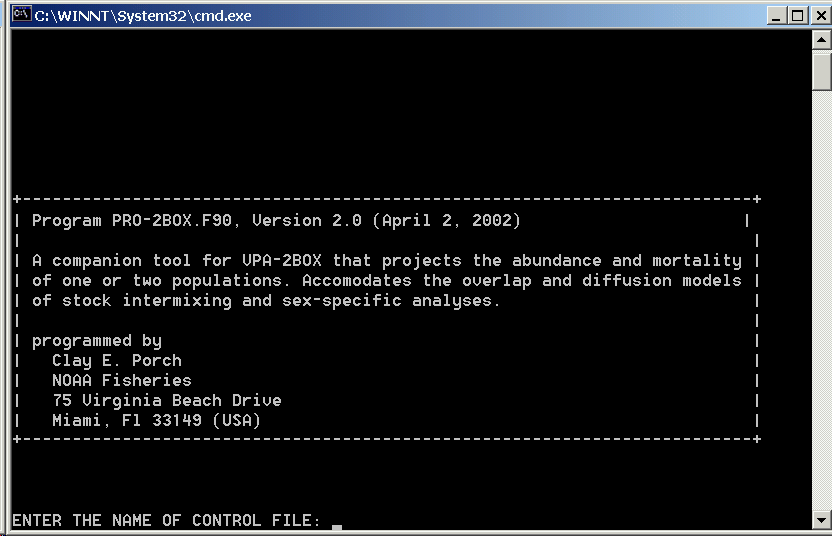 C:\WINNT\System32\cmd.exe
+-------------------------------------------------------------------------+
| Program PRO-2BOX.F90, Version 2.0 (April 2, 2002)                      |
|                                                                         |
| A companion tool for VPA-2BOX that projects the abundance and mortality |
| of one or two populations. Accomodates the overlap and diffusion models |
| of stock intermixing and sex-specific analyses.                         |
|                                                                         |
| programmed by                                                           |
|   Clay E. Porch                                                         |
|   NOAA Fisheries                                                        |
|   75 Virginia Beach Drive                                               |
|   Miami, Fl 33149 (USA)                                                 |
+-------------------------------------------------------------------------+
ENTER THE NAME OF CONTROL FILE: _